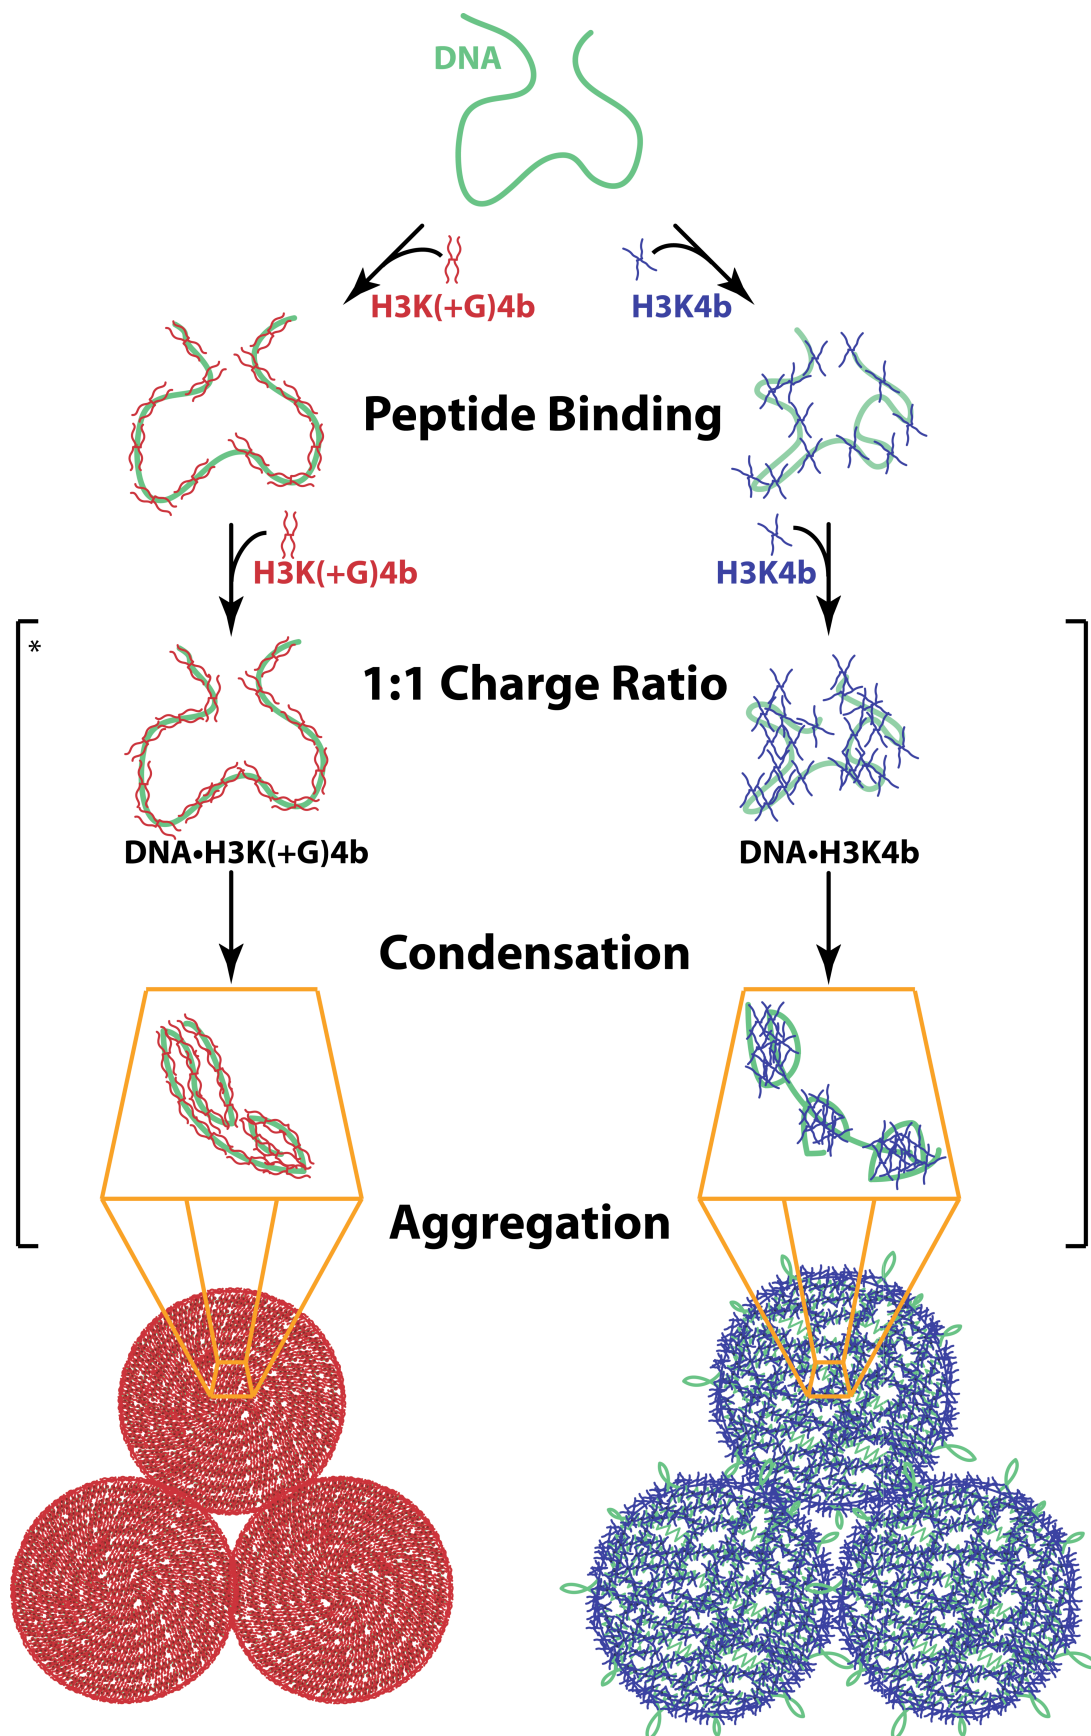 DNA
H3K(+G)4b
H3K4b
Peptide Binding
H3K(+G)4b
H3K4b
*
1:1 Charge Ratio
DNA•H3K(+G)4b
DNA•H3K4b
Condensation
Aggregation